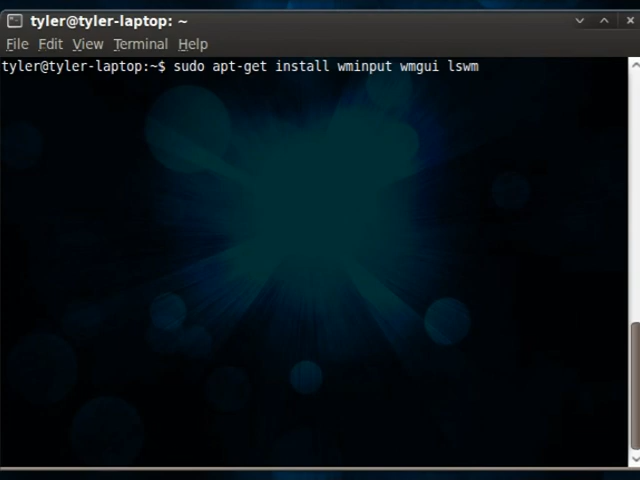 tyler@tyler-laptop: ~
File Edit View Terminal Help
tyler@tyler-laptop:~$ sudo apt-get install wminput wmgui lswm